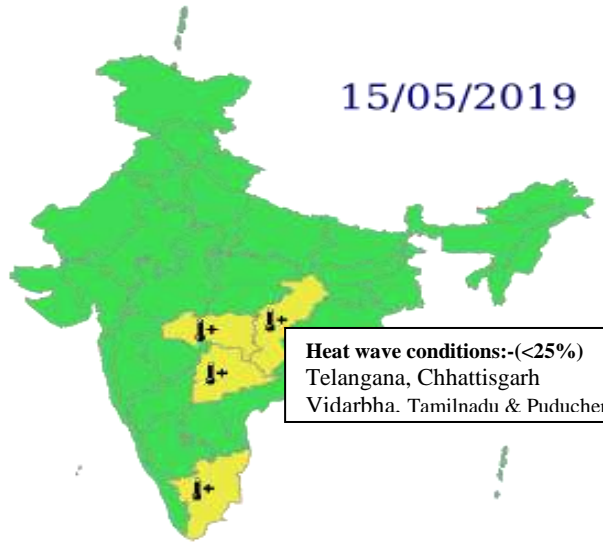 15/05/2019
Heat wave conditions:-(<25%)
Telangana, Chhattisgarh
Vidarbha, Tamilnadu & Puducher